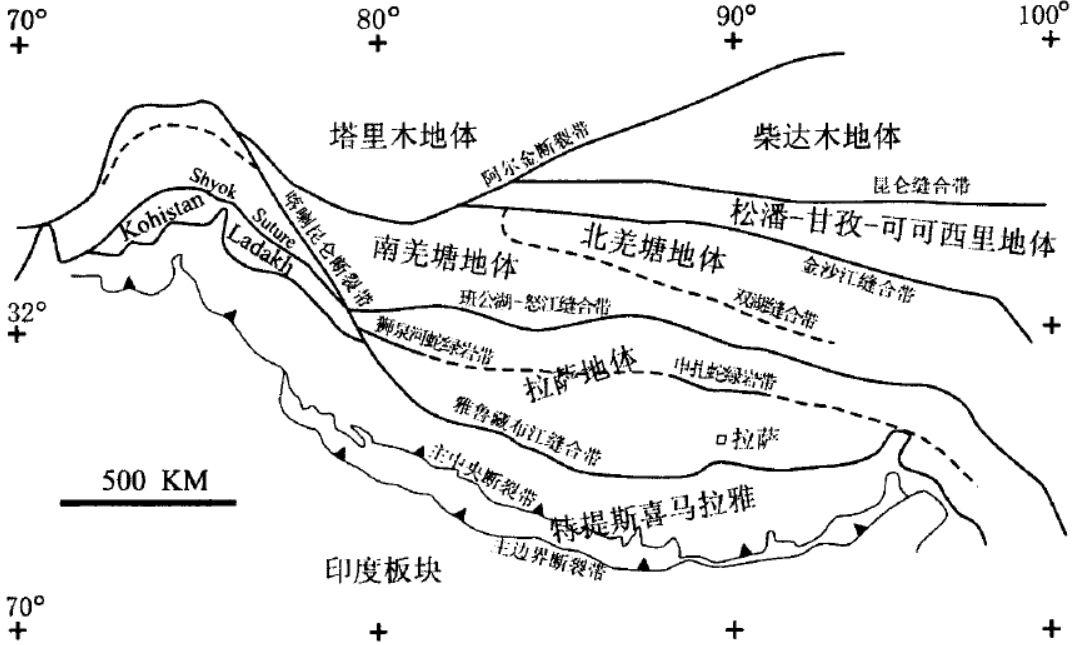 70°
80°
90°
100°
塔里木地体
柴达木地体
阿尔金断裂带
昆仑缝合带
Shyok
Suture
Kohistan
Ladakh
喀喇昆仑断裂带
松潘-甘孜-可可西里地体
南羌塘地体
北羌塘地体
金沙江缝合带
双湖缝合带
32°
班公湖-怒江缝合带
狮泉河蛇绿岩带
拉萨地体
申扎蛇绿岩带
雅鲁藏布江缝合带
拉萨
主中央断裂带
500 KM
特提斯喜马拉雅
主边界断裂带
印度板块
70°